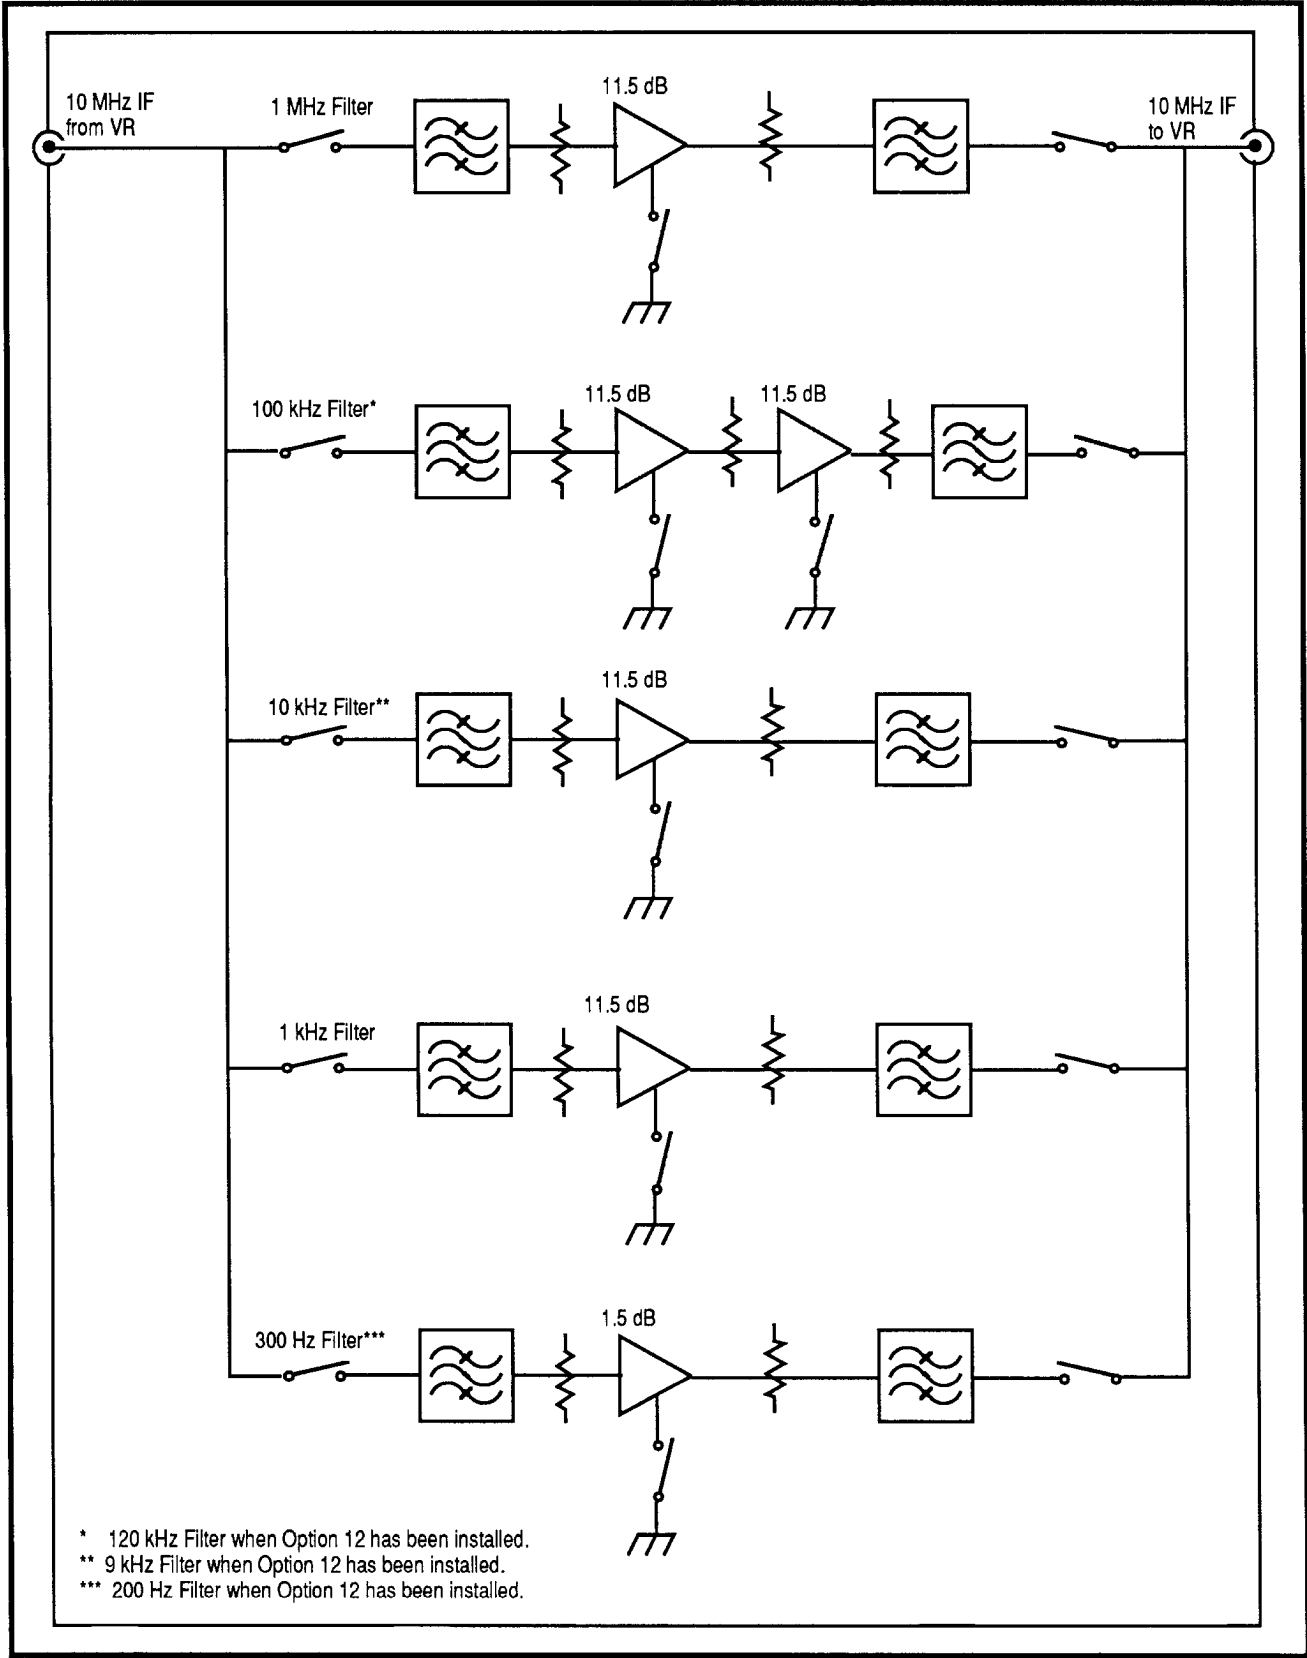 11.5 dB
10 MHz IF
from VR
1 MHz Filter
10 MHz IF
to VR
11.5 dB
11.5 dB
100 kHz Filter*
11.5 dB
10 kHz Filter**
11.5 dB
1 kHz Filter
1.5 dB
300 Hz Filter***
* 120 kHz Filter when Option 12 has been installed.
** 9 kHz Filter when Option 12 has been installed.
*** 200 Hz Filter when Option 12 has been installed.